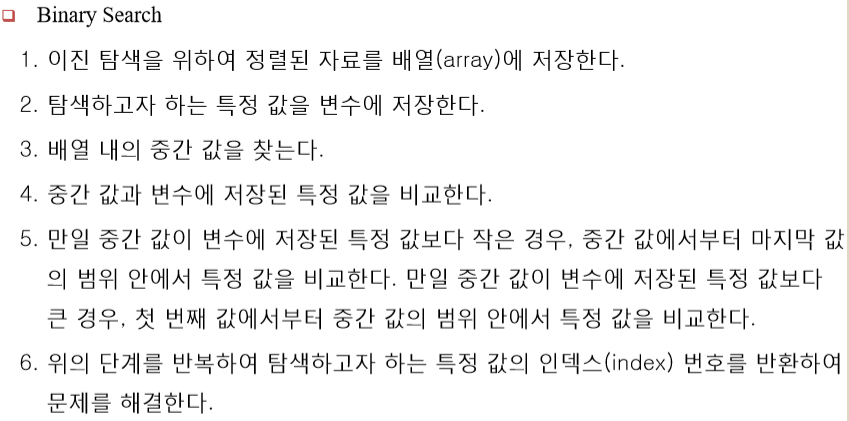 Binary Search
1. 이진 탐색을 위하여 정렬된 자료를 배열(array)에 저장한다.
2. 탐색하고자 하는 특정 값을 변수에 저장한다.
3. 배열 내의 중간 값을 찾는다.
4. 중간 값과 변수에 저장된 특정 값을 비교한다.
5. 만일 중간 값이 변수에 저장된 특정 값보다 작은 경우, 중간 값에서부터 마지막 값
의 범위 안에서 특정 값을 비교한다. 만일 중간 값이 변수에 저장된 특정 값보다
큰 경우, 첫 번째 값에서부터 중간 값의 범위 안에서 특정 값을 비교한다.
6. 위의 단계를 반복하여 탐색하고자 하는 특정 값의 인덱스(index) 번호를 반환하여
문제를 해결한다.